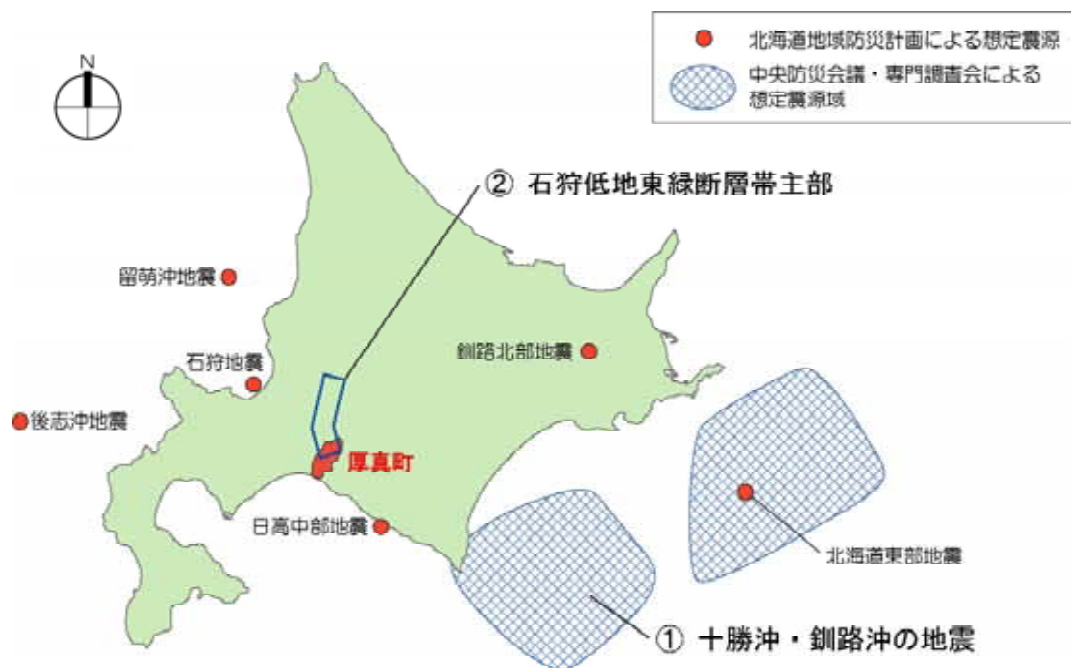 北海道地域防災計画による想定震源
中央防災会議・専門調査会による
想定震源域
N
② 石狩低地東縁断層帯主部
留萌沖地震
石狩地震
釧路北部地震
後志沖地震
厚真町
日高中部地震
北海道東部地震
① 十勝沖・釧路沖の地震